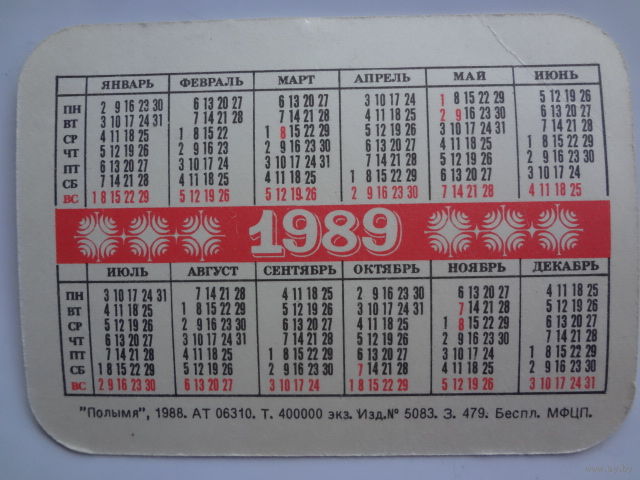 ЯНВАРЬ ФЕВРАЛЬ МАРТ АПРЕЛЬ МАЙ ИЮНЬ
ПН 2 9 16 23 30 6 13 20 27 6 13 20 27 3 10 17 24 1 8 15 22 29 5 12 19 26
ВТ 3 10 17 24 31 7 14 21 28 7 14 21 28 4 11 18 25 2 9 16 23 30 6 13 20 27
СР 4 11 18 25 1 8 15 22 1 8 15 22 29 5 12 19 26 3 10 17 24 31 7 14 21 28
ЧТ 5 12 19 26 2 9 16 23 2 9 16 23 30 6 13 20 27 4 11 18 25 1 8 15 22 29
ПТ 6 13 20 27 3 10 17 24 3 10 17 24 31 7 14 21 28 5 12 19 26 2 9 16 23 30
СБ 7 14 21 28 4 11 18 25 4 11 18 25 1 8 15 22 29 6 13 20 27 3 10 17 24
ВС 1 8 15 22 29 5 12 19 26 5 12 19 26 2 9 16 23 30 7 14 21 28 4 11 18 25
1989
ИЮЛЬ АВГУСТ СЕНТЯБРЬ ОКТЯБРЬ НОЯБРЬ ДЕКАБРЬ
ПН 3 10 17 24 31 7 14 21 28 4 11 18 25 2 9 16 23 30 6 13 20 27 4 11 18 25
ВТ 4 11 18 25 1 8 15 22 29 5 12 19 26 3 10 17 24 31 7 14 21 28 5 12 19 26
СР 5 12 19 26 2 9 16 23 30 6 13 20 27 4 11 18 25 1 8 15 22 29 6 13 20 27
ЧТ 6 13 20 27 3 10 17 24 31 7 14 21 28 5 12 19 26 2 9 16 23 30 7 14 21 28
ПТ 7 14 21 28 4 11 18 25 1 8 15 22 29 6 13 20 27 3 10 17 24 1 8 15 22 29
СБ 1 8 15 22 29 5 12 19 26 2 9 16 23 30 7 14 21 28 4 11 18 25 2 9 16 23 30
ВС 2 9 16 23 30 6 13 20 27 3 10 17 24 1 8 15 22 29 5 12 19 26 3 10 17 24 31
"Полымя", 1988. АТ 06310. Т. 400000 экз. Изд.№ 5083. З. 479. Беспл. МФЦП.